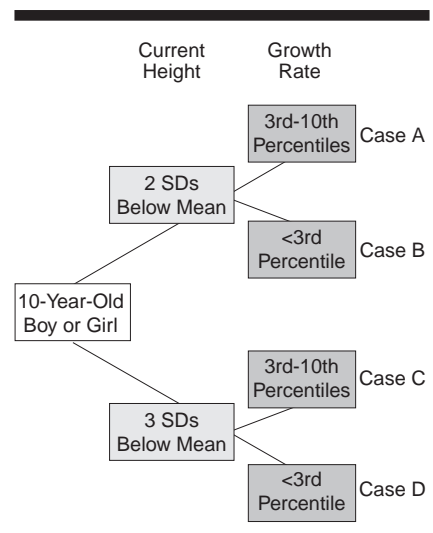 Current
Height
Growth
Rate
3rd-10th
Percentiles
Case A
2 SDs
Below Mean
<3rd
Percentile
Case B
10-Year-Old
Boy or Girl
3rd-10th
Percentiles
Case C
3 SDs
Below Mean
<3rd
Percentile
Case D